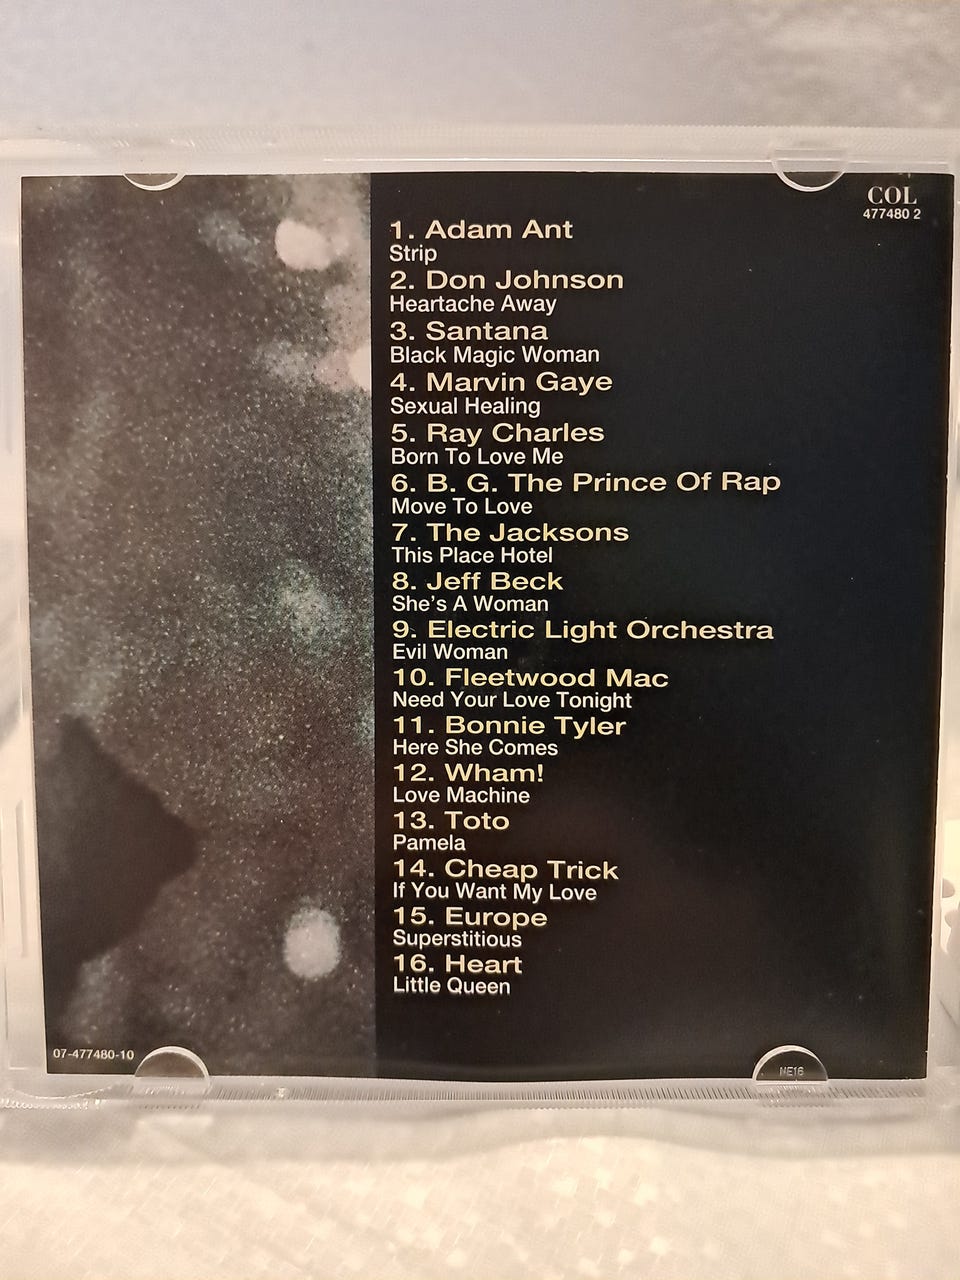 COL
477480 2
1. Adam Ant
Strip
2. Don Johnson
Heartache Away
3. Santana
Black Magic Woman
4. Marvin Gaye
Sexual Healing
5. Ray Charles
Born To Love Me
6. B. G. The Prince Of Rap
Move To Love
7. The Jacksons
This Place Hotel
8. Jeff Beck
She's A Woman
9. Electric Light Orchestra
Evil Woman
10. Fleetwood Mac
Need Your Love Tonight
11. Bonnie Tyler
Here She Comes
12. Wham!
Love Machine
13. Toto
Pamela
14. Cheap Trick
If You Want My Love
15. Europe
Superstitious
16. Heart
Little Queen
07-477480-10
NE16